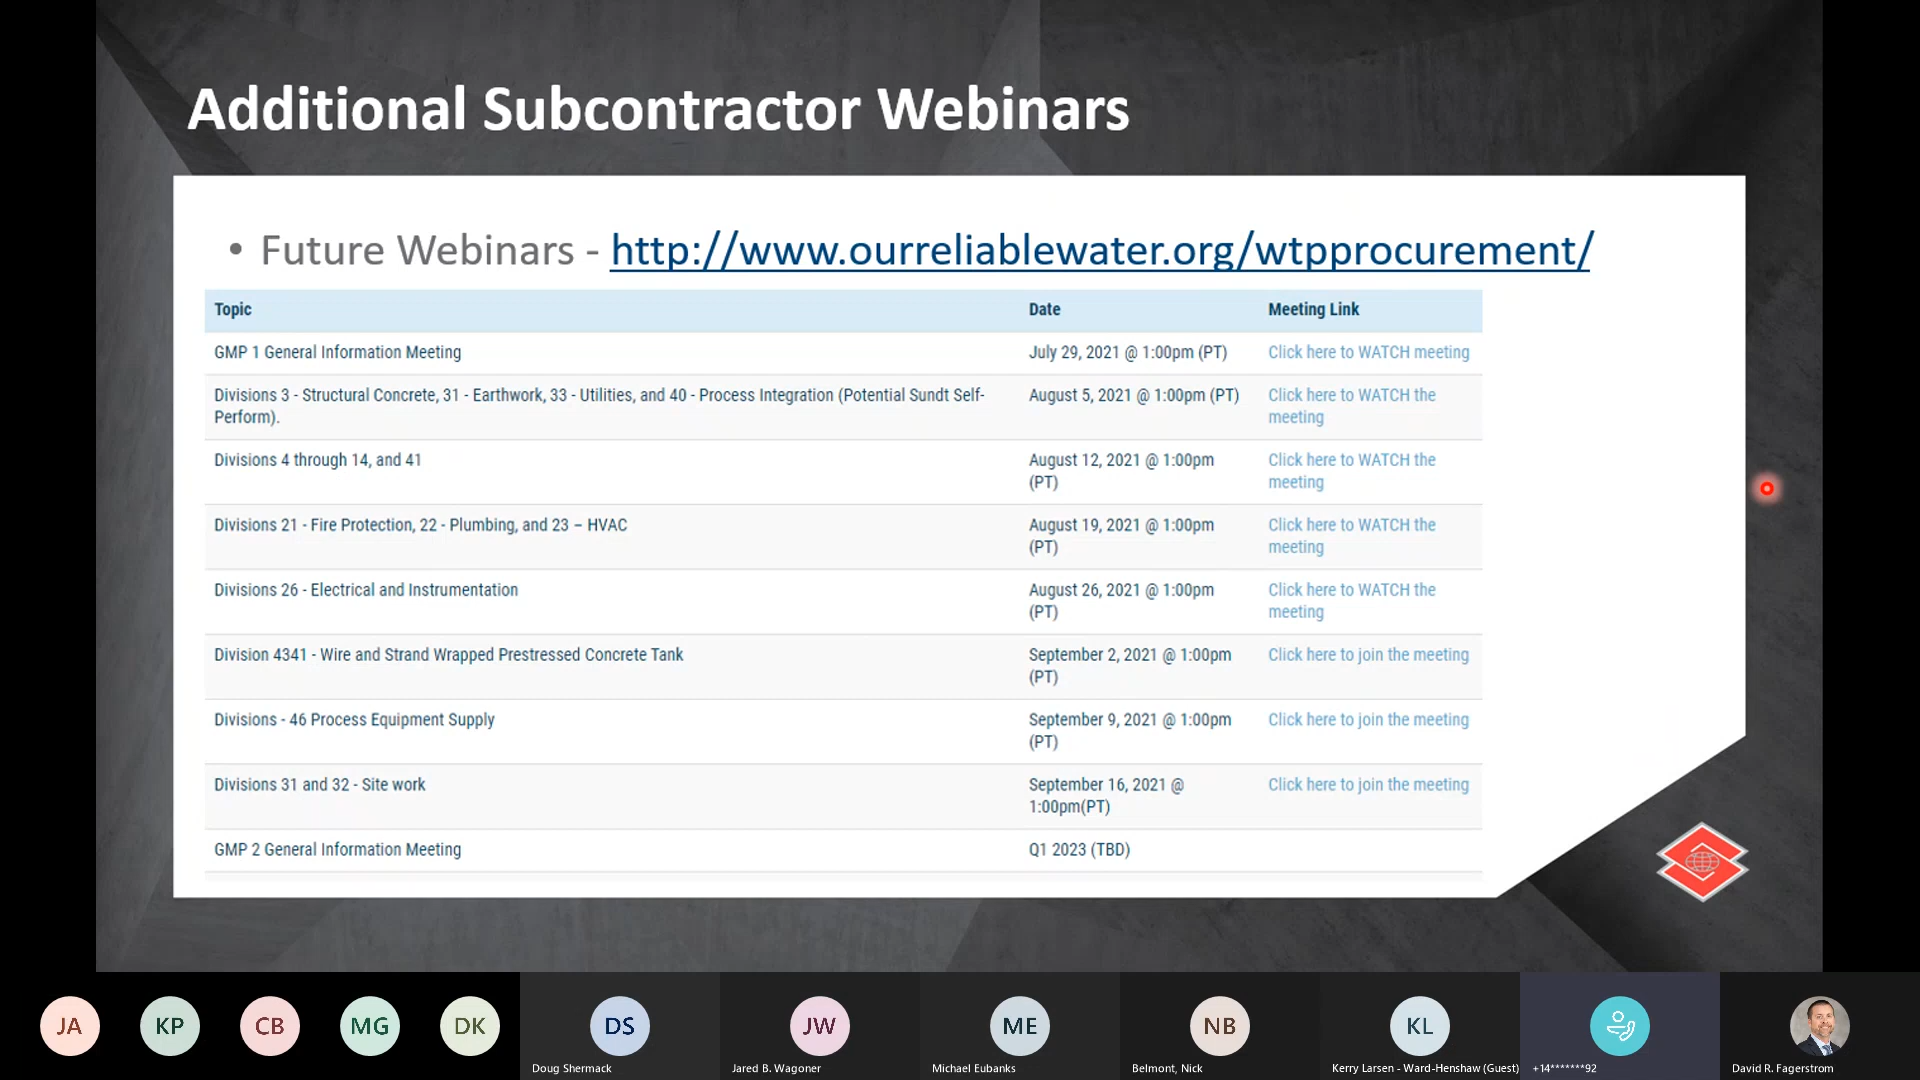 Additional Subcontractor Webinars
• Future Webinars - http://www.ourreliablewater.org/wtpprocurement/
Topic Date Meeting Link
GMP 1 General Information Meeting July 29, 2021 @ 1:00pm (PT) Click here to WATCH meeting
Divisions 3 - Structural Concrete, 31 - Earthwork, 33 - Utilities, and 40 - Process Integration (Potential Sundt Self- August 5, 2021 @ 1:00pm (PT) Click here to WATCH the
Perform). meeting
Divisions 4 through 14, and 41 August 12, 2021 @ 1:00pm Click here to WATCH the
(PT) meeting
Divisions 21 - Fire Protection, 22 - Plumbing, and 23 – HVAC August 19, 2021 @ 1:00pm Click here to WATCH the
(PT) meeting
Divisions 26 - Electrical and Instrumentation August 26, 2021 @ 1:00pm Click here to WATCH the
(PT) meeting
Division 4341 - Wire and Strand Wrapped Prestressed Concrete Tank September 2, 2021 @ 1:00pm Click here to join the meeting
(PT)
Divisions - 46 Process Equipment Supply September 9, 2021 @ 1:00pm Click here to join the meeting
(PT)
Divisions 31 and 32 - Site work September 16, 2021 @ Click here to join the meeting
1:00pm(PT)
GMP 2 General Information Meeting Q1 2023 (TBD)
JA KP CB MG DK DS JW ME NB KL
Doug Shermack Jared B. Wagoner Michael Eubanks Belmont, Nick Kerry Larsen - Ward-Henshaw (Guest) +14*******92 David R. Fagerstrom